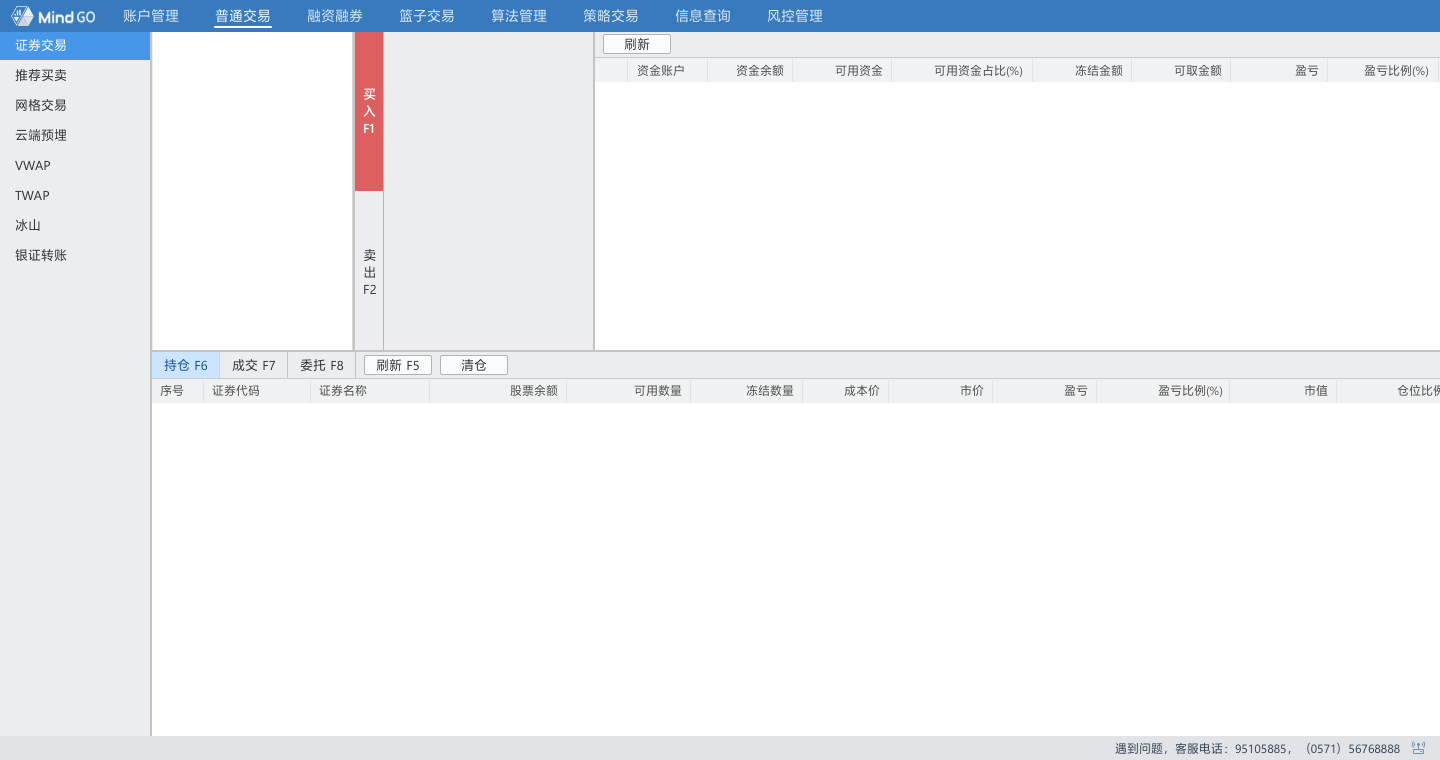 Mind GO 账户管理 普通交易 融资融券 篮子交易 算法管理 策略交易 信息查询 风控管理
证券交易
推荐买卖
网格交易
云端预埋
VWAP
TWAP
冰山
银证转账
买
入
F1
卖
出
F2
刷新
资金账户 资金余额 可用资金 可用资金占比(%) 冻结金额 可取金额 盈亏 盈亏比例(%)
持仓 F6 成交 F7 委托 F8 刷新 F5 清仓
序号 证券代码 证券名称 股票余额 可用数量 冻结数量 成本价 市价 盈亏 盈亏比例(%) 市值 仓位比例
遇到问题，客服电话：95105885，（0571）56768888